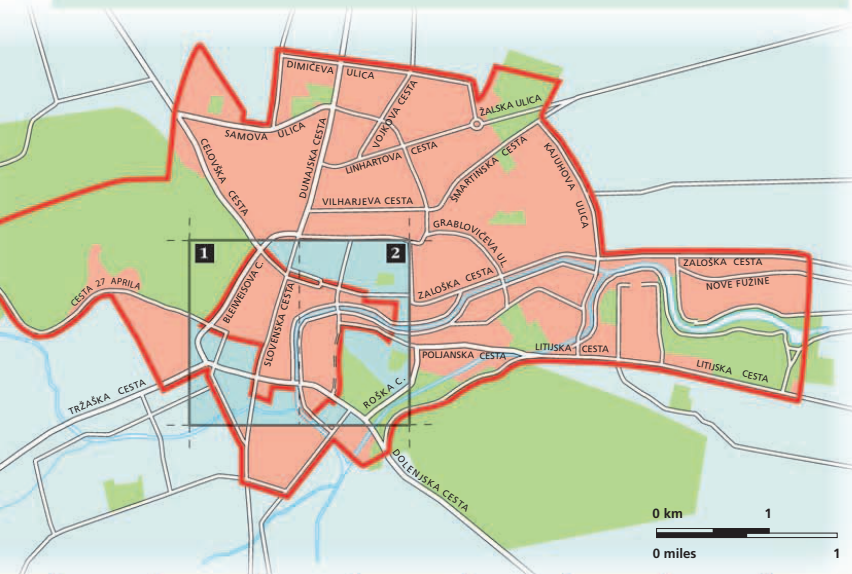 DIMIČEVA ULICA
VOJKOVA CESTA
ŽALSKA ULICA
SAMOVA ULICA
CELOVŠKA CESTA
DUNAJSKA CESTA
LINHARTOVA CESTA
ŠMARTINSKA CESTA
KAJUHOVA ULICA
VILHARJEVA CESTA
GRABLOVIČEVA UL.
1
2
ZALOŠKA CESTA
ZALOŠKA CESTA
NOVE FUŽINE
CESTA 27 APRILA
BLEIWEISOVA C.
SLOVENSKA CESTA
POLJANSKA CESTA
LITIJSKA CESTA
LITIJSKA CESTA
TRŽAŠKA CESTA
ROŠKA C.
DOLENJSKA CESTA
0 km 1
0 miles 1